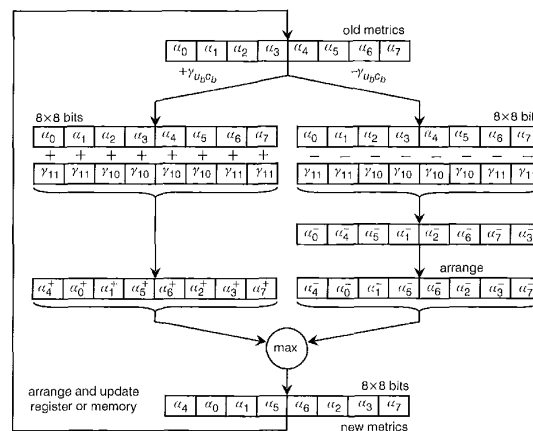 old metrics
α0 α1 α2 α3 α4 α5 α6 α7
+γubcb −γubcb
8×8 bits 8×8 bit
α0 α1 α2 α3 α4 α5 α6 α7 α0 α1 α2 α3 α4 α5 α6 α7
+ + + + + + + + − − − − − − − −
γ11 γ11 γ10 γ10 γ10 γ10 γ11 γ11 γ11 γ11 γ10 γ10 γ10 γ10 γ11 γ11
α0− α4− α5− α1− α2− α6− α7− α3−
arrange
α4+ α0+ α1+ α5+ α6+ α2+ α3+ α7+ α4− α0− α1− α5− α6− α2− α3− α7−
max
arrange and update
register or memory
8×8 bits
α4 α0 α1 α5 α6 α2 α3 α7
new metrics